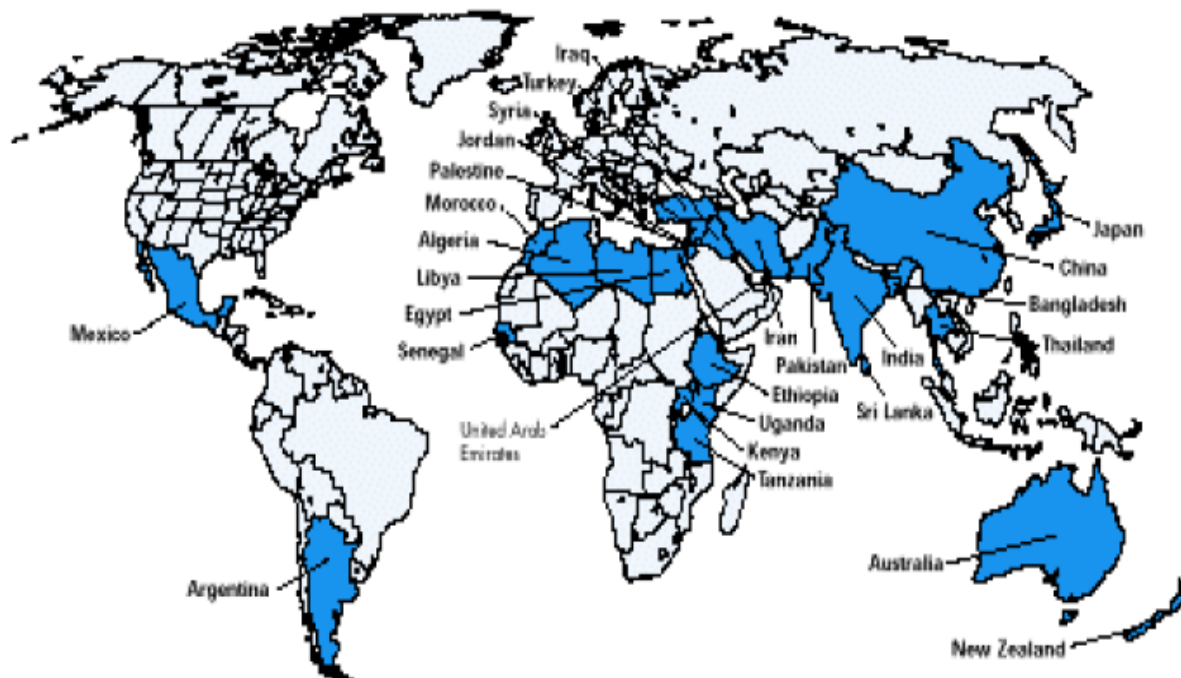 Iraq
Turkey
Syria
Jordan
Palestine
Morocco
Algeria
Libya
Egypt
Senegal
Mexico
United Arab
Emirates
Argentina
Japan
China
Bangladesh
Thailand
India
Iran
Pakistan
Sri Lanka
Ethiopia
Uganda
Kenya
Tanzania
Australia
New Zealand